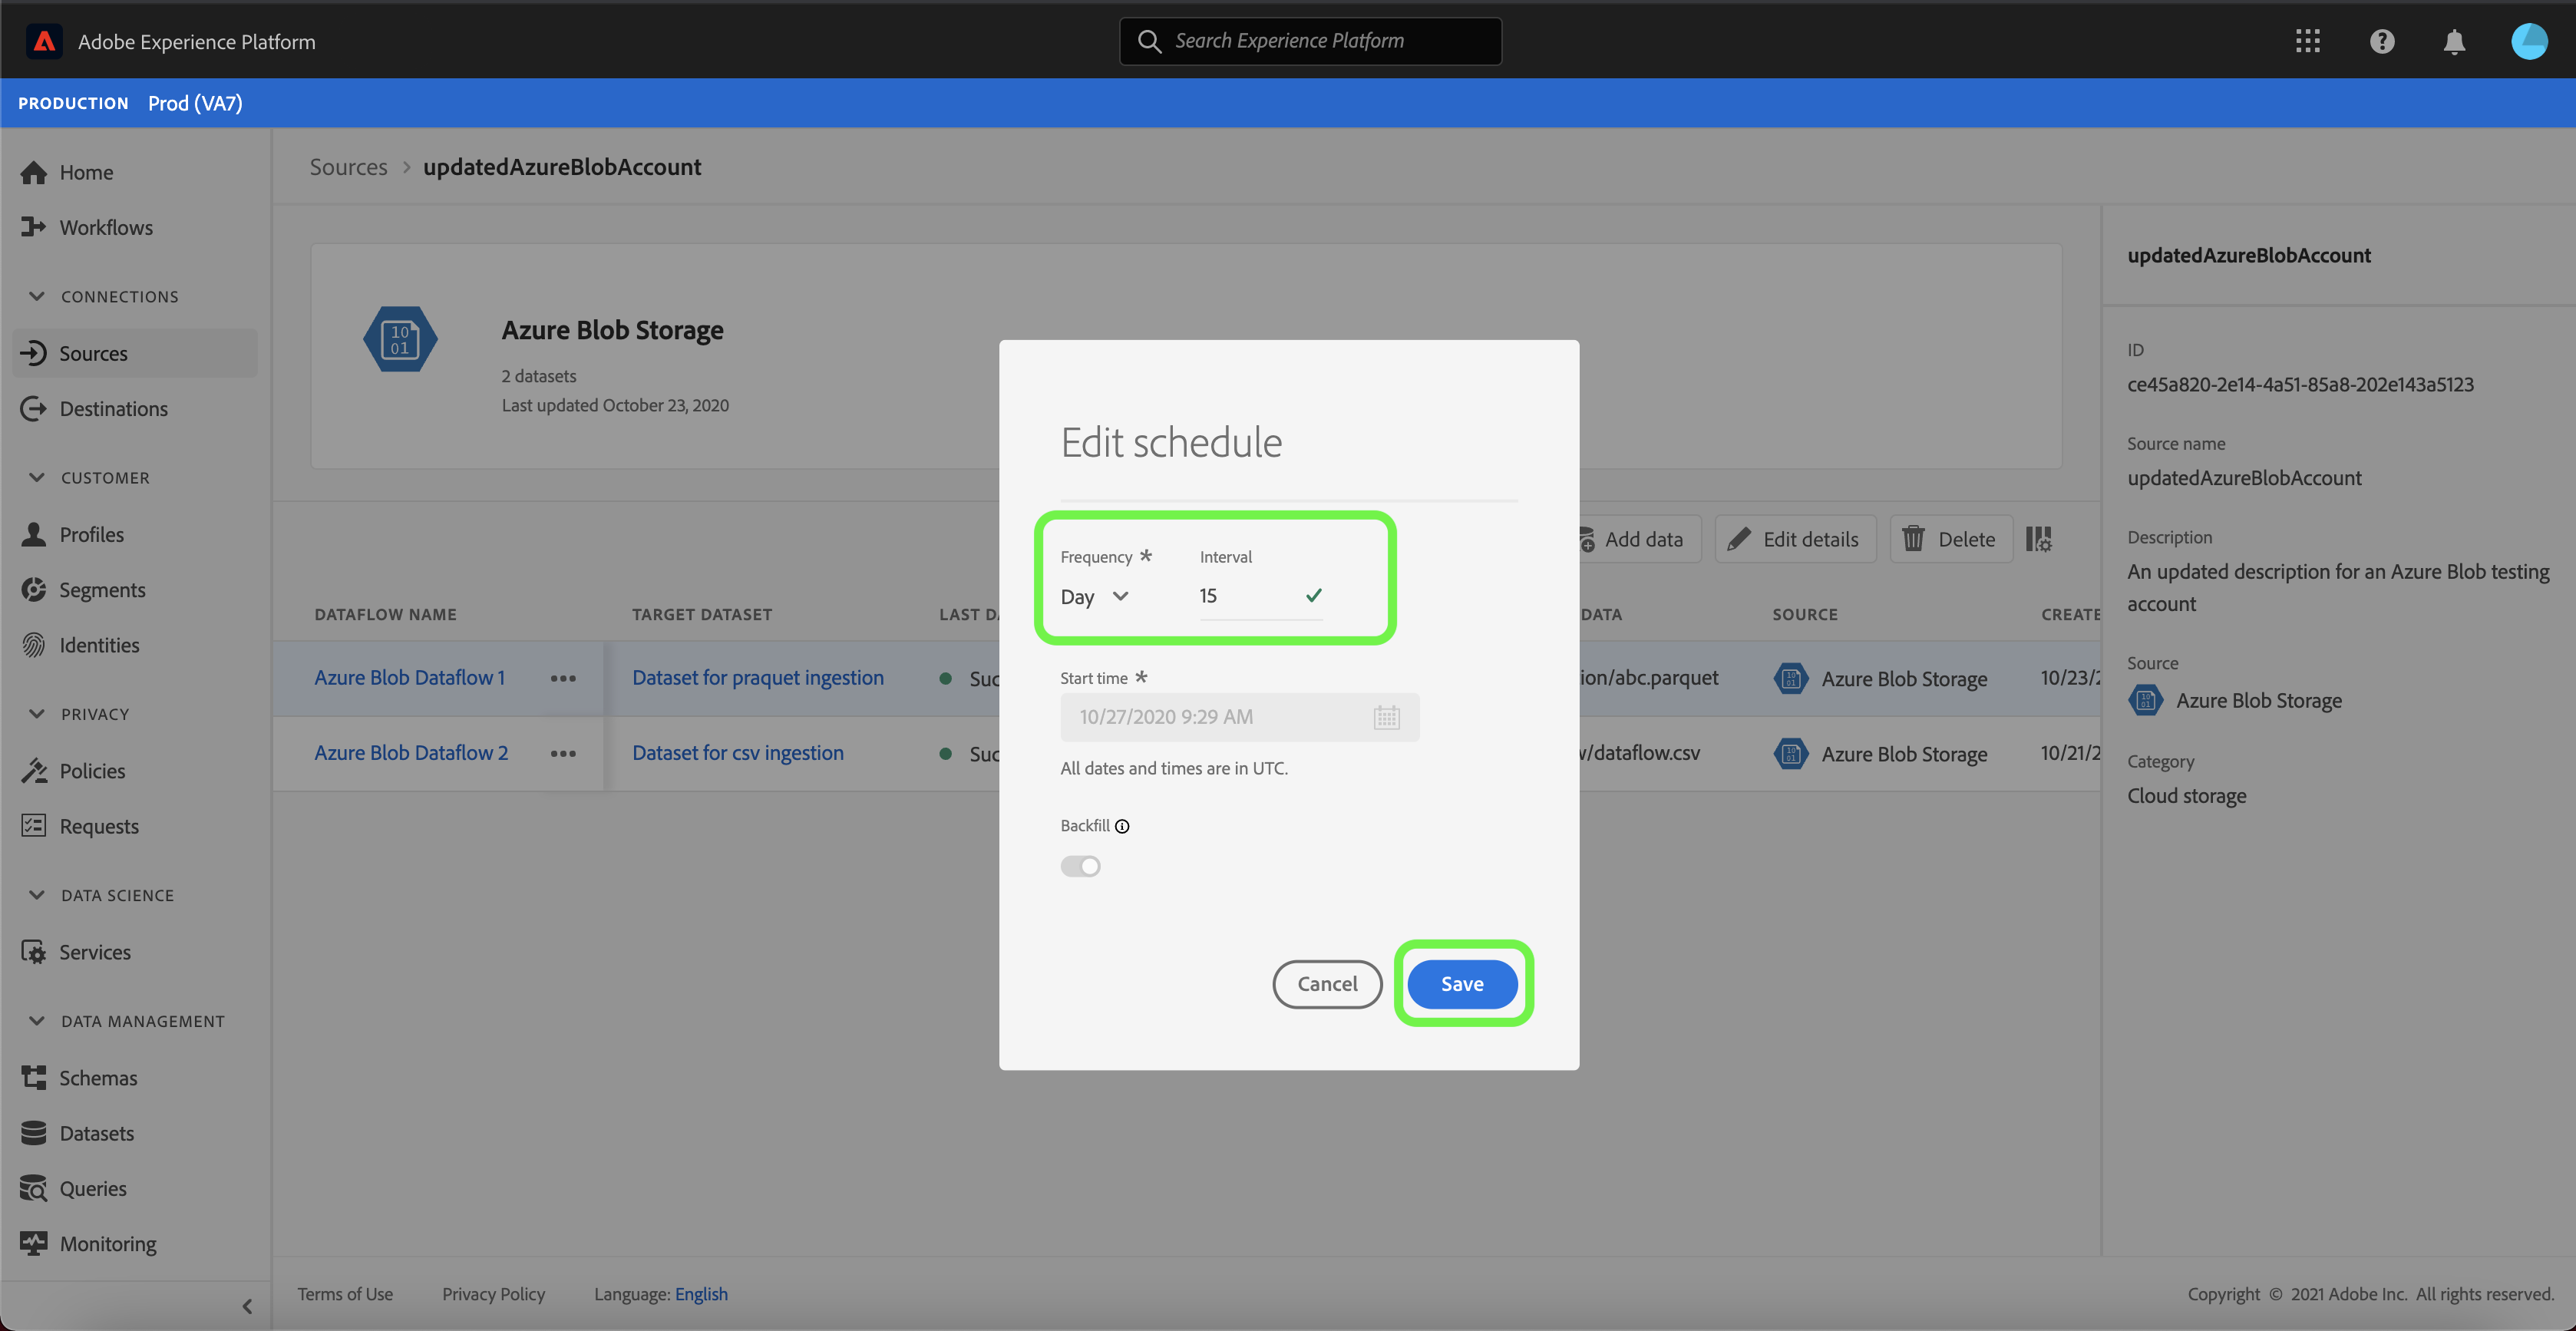 Adobe Experience Platform
Search Experience Platform
PRODUCTION Prod (VA7)
Home
Workflows
CONNECTIONS
Sources
Destinations
CUSTOMER
Profiles
Segments
Identities
PRIVACY
Policies
Requests
DATA SCIENCE
Services
DATA MANAGEMENT
Schemas
Datasets
Queries
Monitoring
Sources > updatedAzureBlobAccount
10
01
Azure Blob Storage
2 datasets
Last updated October 23, 2020
Add data Edit details Delete
DATAFLOW NAME TARGET DATASET LAST DA DATA SOURCE CREATE
Azure Blob Dataflow 1 ••• Dataset for praquet ingestion Suc ion/abc.parquet Azure Blob Storage 10/23/2
Azure Blob Dataflow 2 ••• Dataset for csv ingestion Suc w/dataflow.csv Azure Blob Storage 10/21/2
Edit schedule
Frequency * Interval
Day 15
Start time *
10/27/2020 9:29 AM
All dates and times are in UTC.
Backfill
Cancel Save
updatedAzureBlobAccount
ID
ce45a820-2e14-4a51-85a8-202e143a5123
Source name
updatedAzureBlobAccount
Description
An updated description for an Azure Blob testing
account
Source
Azure Blob Storage
Category
Cloud storage
Terms of Use Privacy Policy Language: English Copyright © 2021 Adobe Inc. All rights reserved.